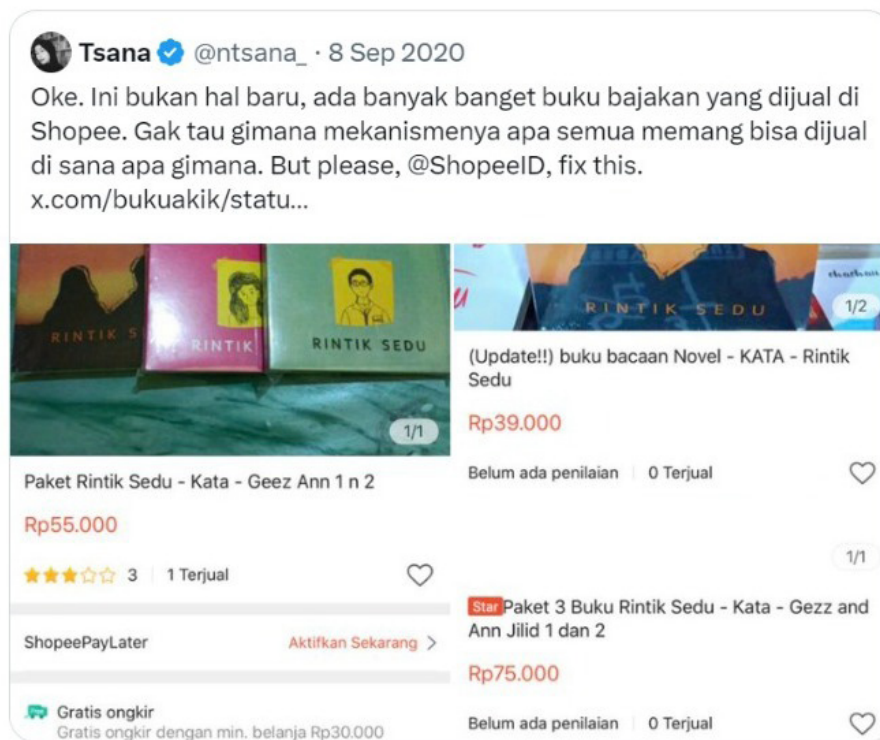 Tsana @ntsana_ · 8 Sep 2020
Oke. Ini bukan hal baru, ada banyak banget buku bajakan yang dijual di
Shopee. Gak tau gimana mekanismenya apa semua memang bisa dijual
di sana apa gimana. But please, @ShopeeID, fix this.
x.com/bukuakik/statu...
RINTIK S
RINTIK
RINTIK SEDU
1/1
Paket Rintik Sedu - Kata - Geez Ann 1 n 2
Rp55.000
3
1 Terjual
ShopeePayLater
Aktifkan Sekarang >
Gratis ongkir
Gratis ongkir dengan min. belanja Rp30.000
RINTIK SEDU
1/2
(Update!!) buku bacaan Novel - KATA - Rintik
Sedu
Rp39.000
Belum ada penilaian
0 Terjual
1/1
Star Paket 3 Buku Rintik Sedu - Kata - Gezz and
Ann Jilid 1 dan 2
Rp75.000
Belum ada penilaian
0 Terjual